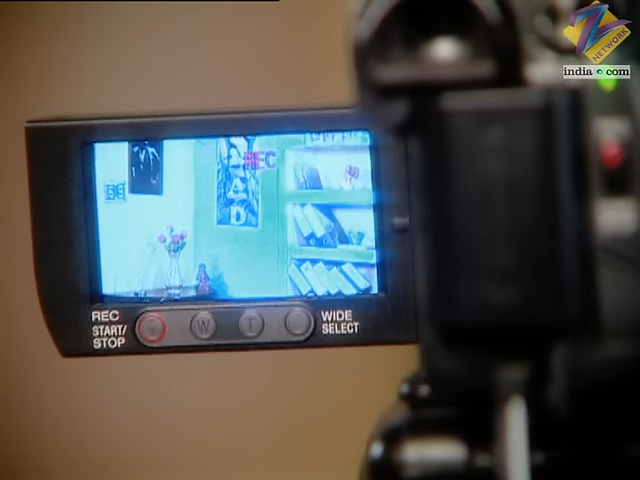 Z
NETWORK
india.com
REC
REC
START/
STOP
W
T
WIDE
SELECT